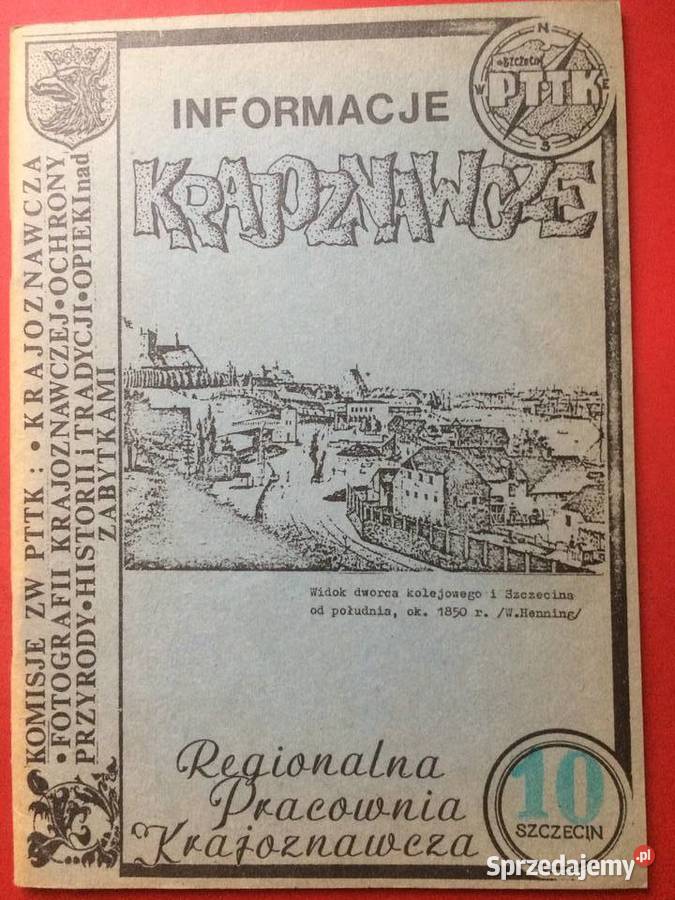 INFORMACJE
KRAJOZNAWCZE
N
W
E
S
SZCZECIN
PTTK
KOMISJE ZW PTTK : • KRAJOZNAWCZA
• FOTOGRAFII KRAJOZNAWCZEJ • OCHRONY
PRZYRODY • HISTORII i TRADYCJI • OPIEKI nad
ZABYTKAMI
Widok dworca kolejowego i Szczecina
od południa, ok. 1850 r. /W.Henning/
Regionalna
Pracownia
Krajoznawcza
10
SZCZECIN
Sprzedajemy.pl